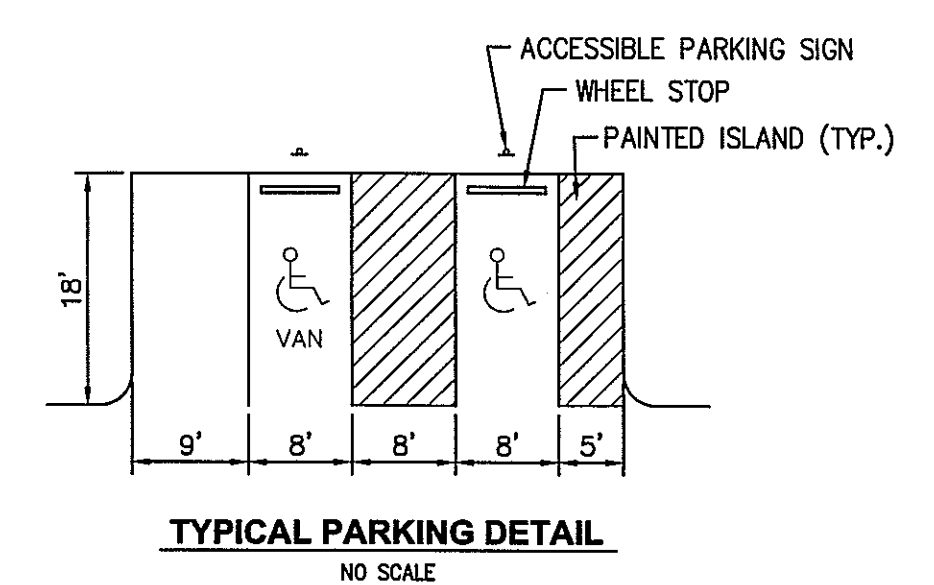 ACCESSIBLE PARKING SIGN
WHEEL STOP
PAINTED ISLAND (TYP.)
18'
VAN
9' 8' 8' 8' 5'
TYPICAL PARKING DETAIL
NO SCALE